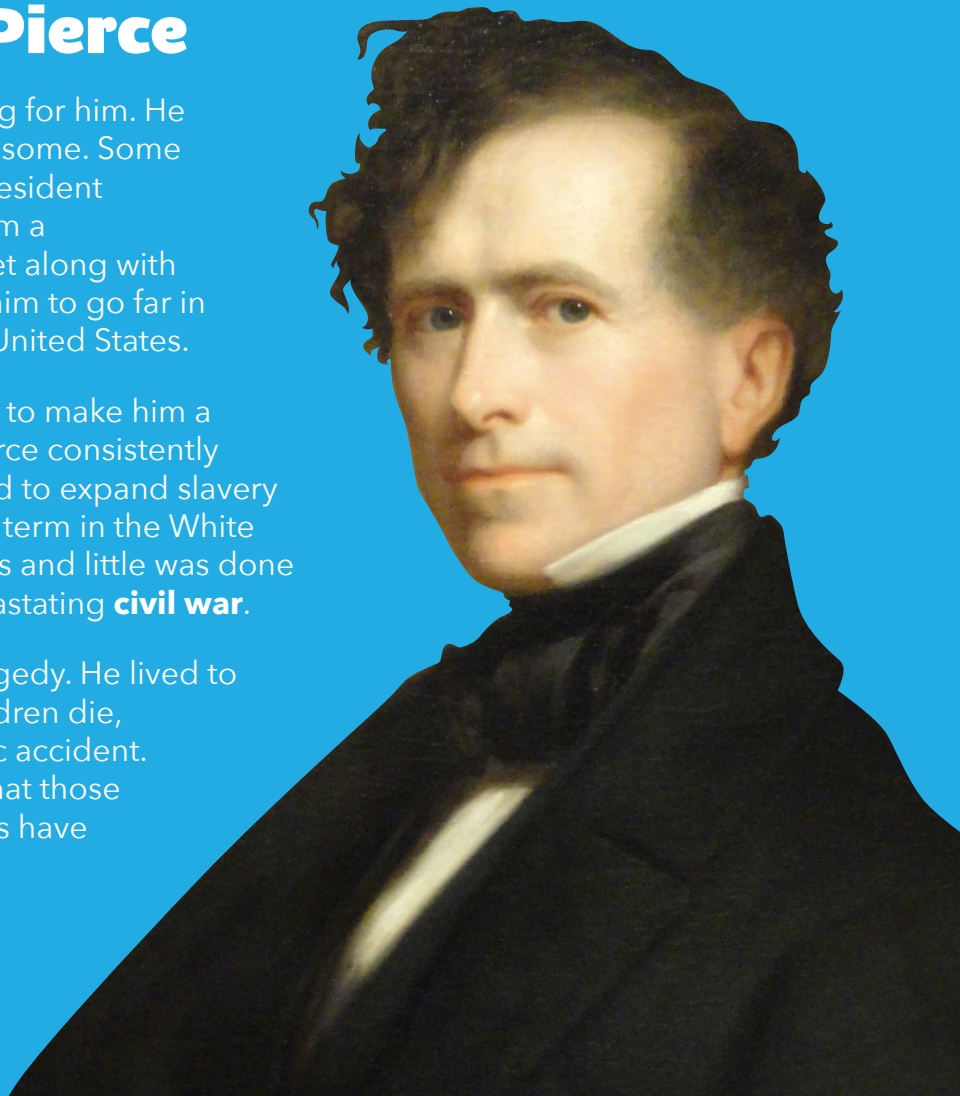 Pierce
g for him. He
some. Some
esident
m a
et along with
him to go far in
United States.
to make him a
rce consistently
d to expand slavery
term in the White
s and little was done
astating civil war.
gedy. He lived to
dren die,
c accident.
hat those
s have